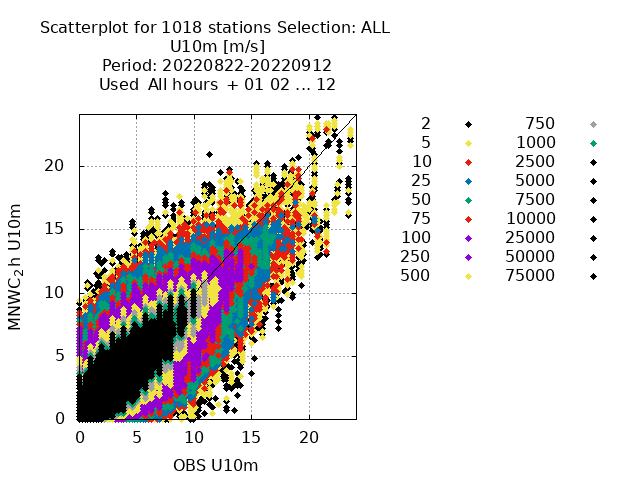 Scatterplot for 1018 stations Selection: ALL
U10m [m/s]
Period: 20220822-20220912
Used All hours + 01 02 ... 12
2 750
5 1000
10 2500
25 5000
50 7500
75 10000
100 25000
250 50000
500 75000
20
15
10
5
0
MNWC2h U10m
0 5 10 15 20
OBS U10m